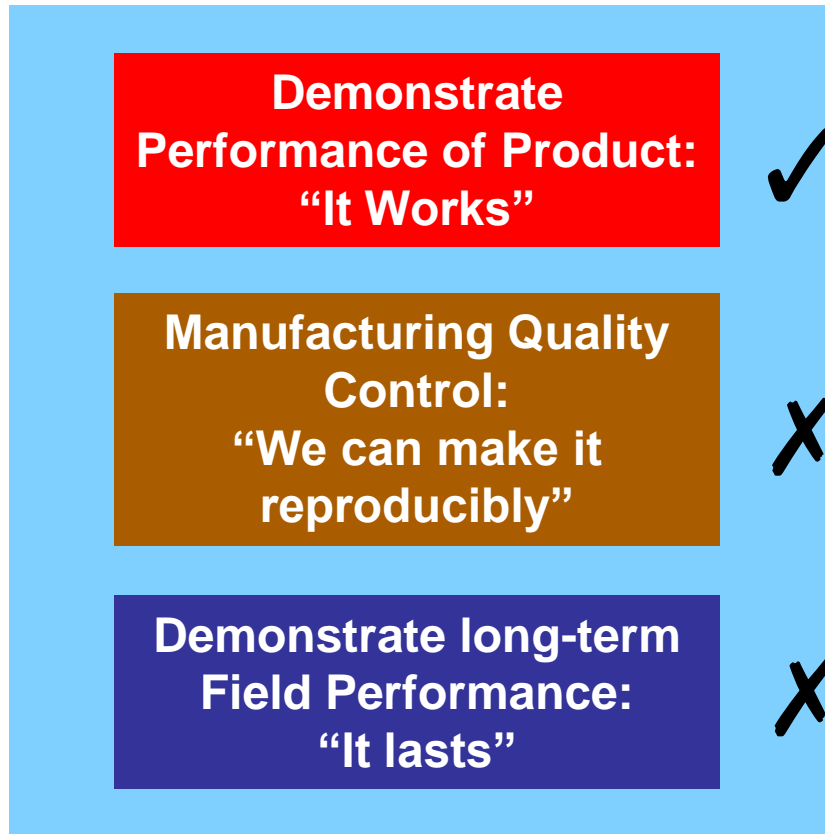 Demonstrate
Performance of Product:
“It Works”
Manufacturing Quality
Control:
“We can make it
reproducibly”
Demonstrate long-term
Field Performance:
“It lasts”